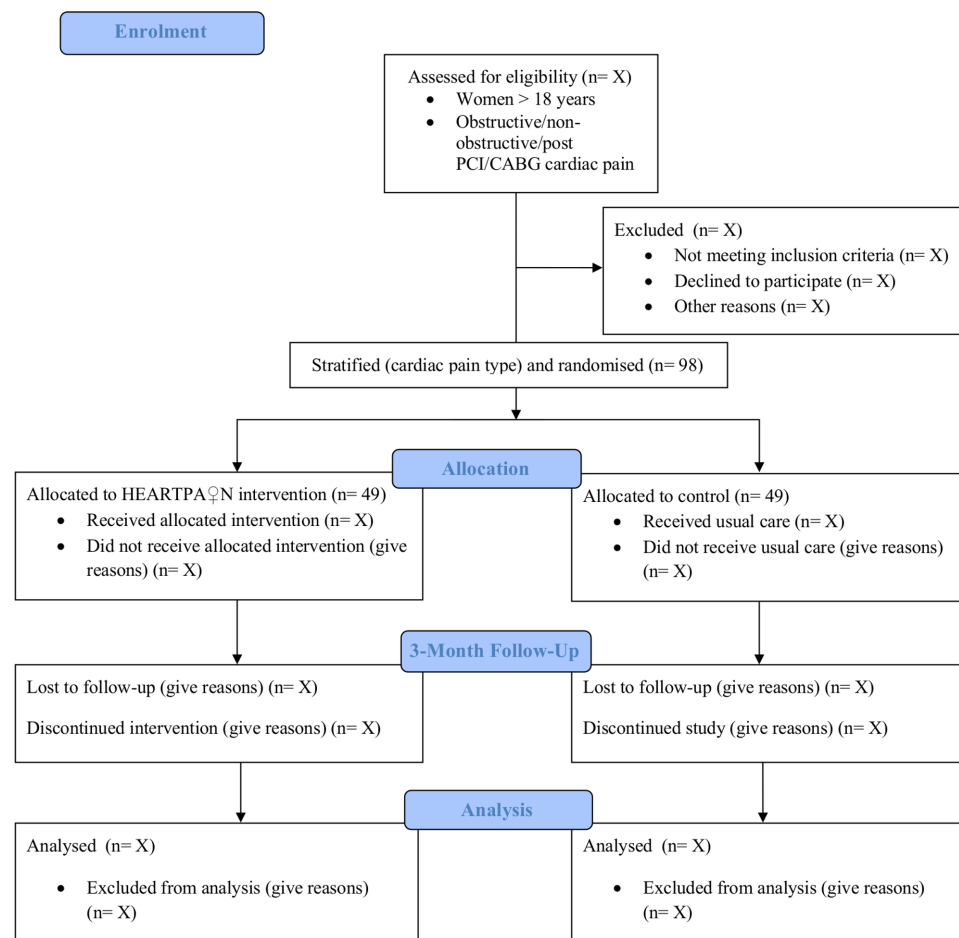 Enrolment
Assessed for eligibility (n= X)
• Women > 18 years
• Obstructive/non-
obstructive/post
PCI/CABG cardiac pain
Excluded (n= X)
• Not meeting inclusion criteria (n= X)
• Declined to participate (n= X)
• Other reasons (n= X)
Stratified (cardiac pain type) and randomised (n= 98)
Allocation
Allocated to HEARTPA♀N intervention (n= 49)
• Received allocated intervention (n= X)
• Did not receive allocated intervention (give
reasons) (n= X)
Allocated to control (n= 49)
• Received usual care (n= X)
• Did not receive usual care (give reasons)
(n= X)
3-Month Follow-Up
Lost to follow-up (give reasons) (n= X)
Discontinued intervention (give reasons) (n= X)
Lost to follow-up (give reasons) (n= X)
Discontinued study (give reasons) (n= X)
Analysis
Analysed (n= X)
• Excluded from analysis (give reasons)
(n= X)
Analysed (n= X)
• Excluded from analysis (give reasons)
(n= X)